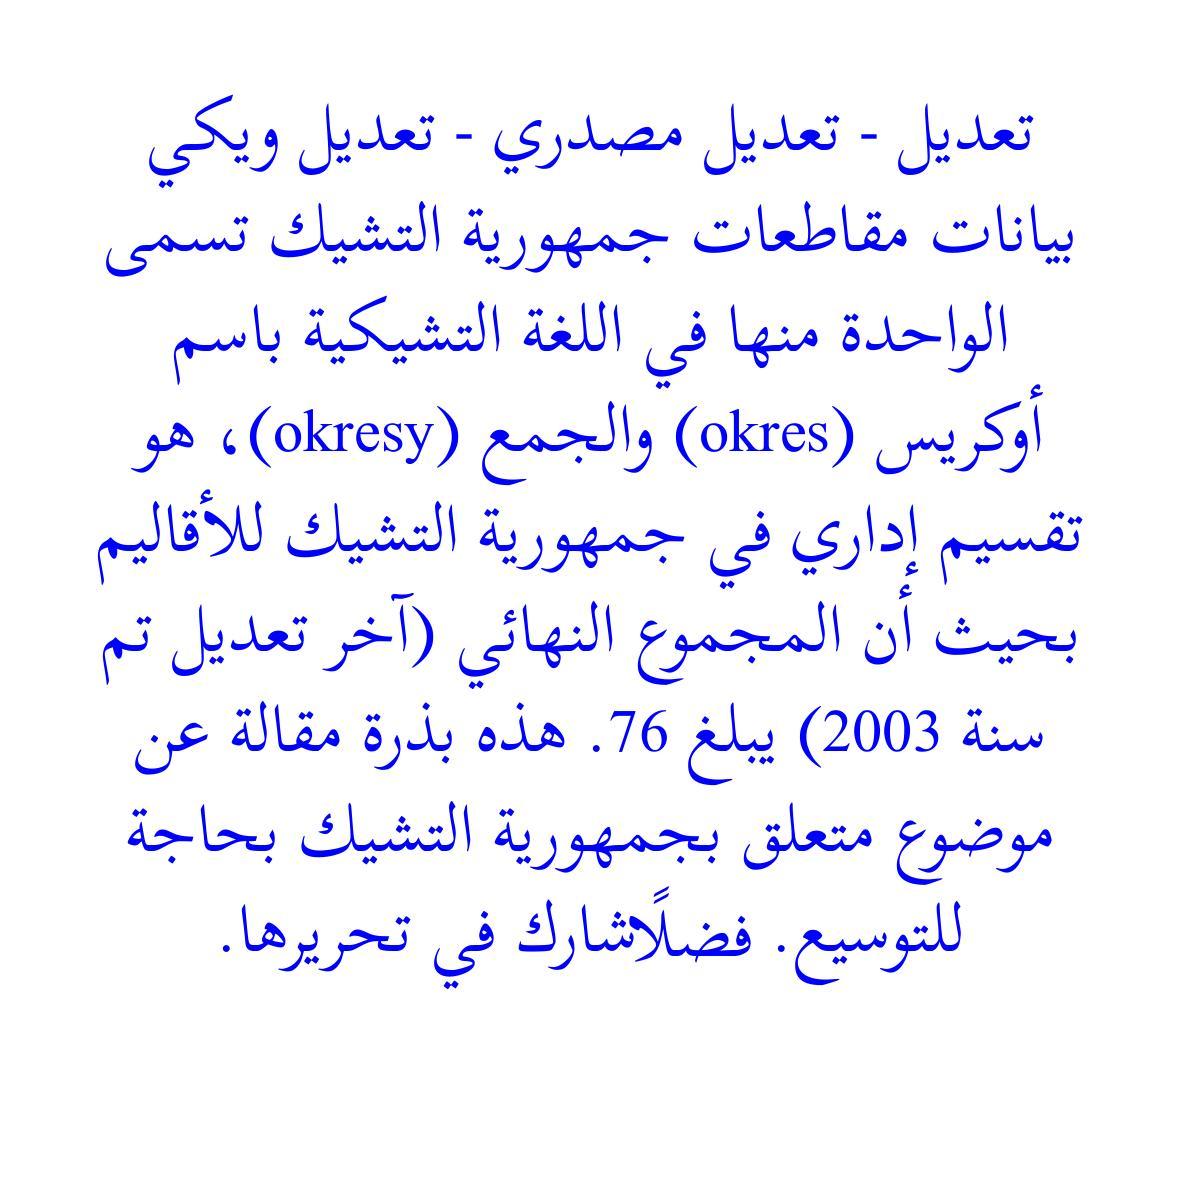 تعديل - تعديل مصدري - تعديل ويكي
بيانات مقاطعات جمهورية التشيك تسمى
الواحدة منها في اللغة التشيكية باسم
أوكريس (okres) والجمع (okresy)، هو
تقسيم إداري في جمهورية التشيك للأقاليم
بحيث أن المجموع النهائي (آخر تعديل تم
سنة 2003) يبلغ 76. هذه بذرة مقالة عن
موضوع متعلق بجمهورية التشيك بحاجة
للتوسيع. فضلًاشارك في تحريرها.